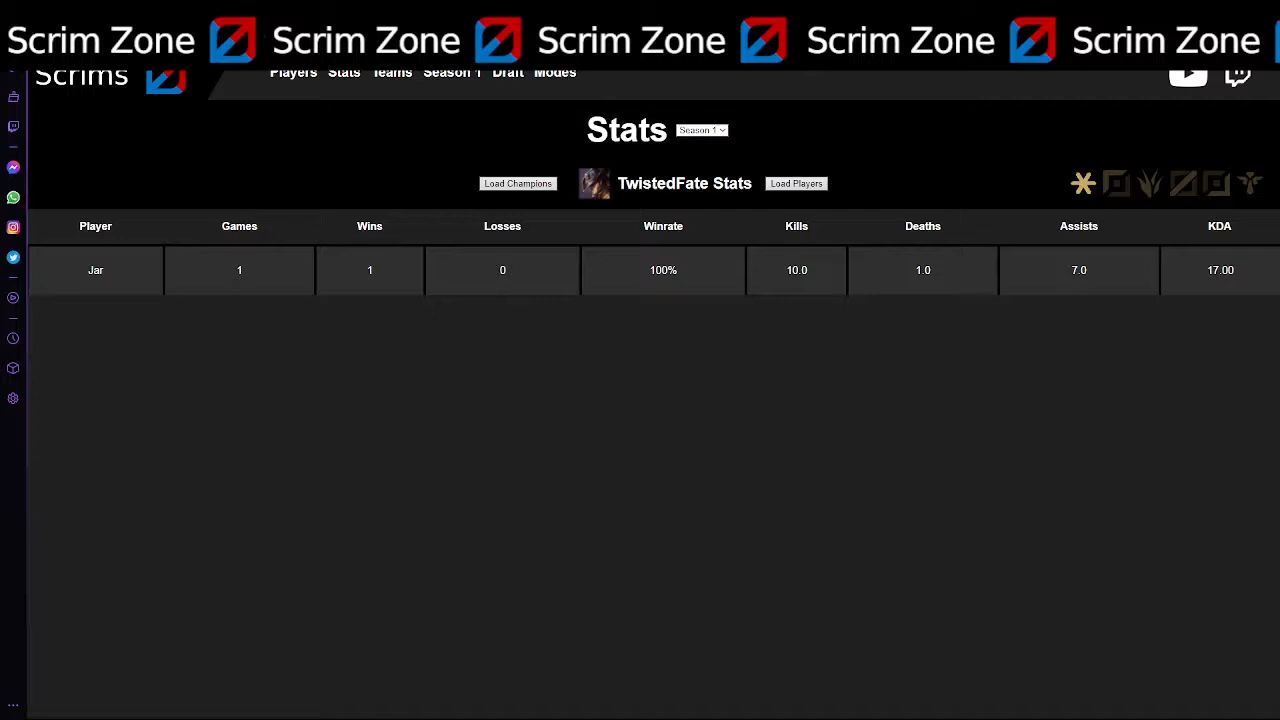 Scrim Zone Scrim Zone Scrim Zone Scrim Zone Scrim Zone
Scrims Players Stats Teams Season 1 Draft Modes
Stats Season 1
Load Champions TwistedFate Stats Load Players
Player Games Wins Losses Winrate Kills Deaths Assists KDA
Jar 1 1 0 100% 10.0 1.0 7.0 17.00